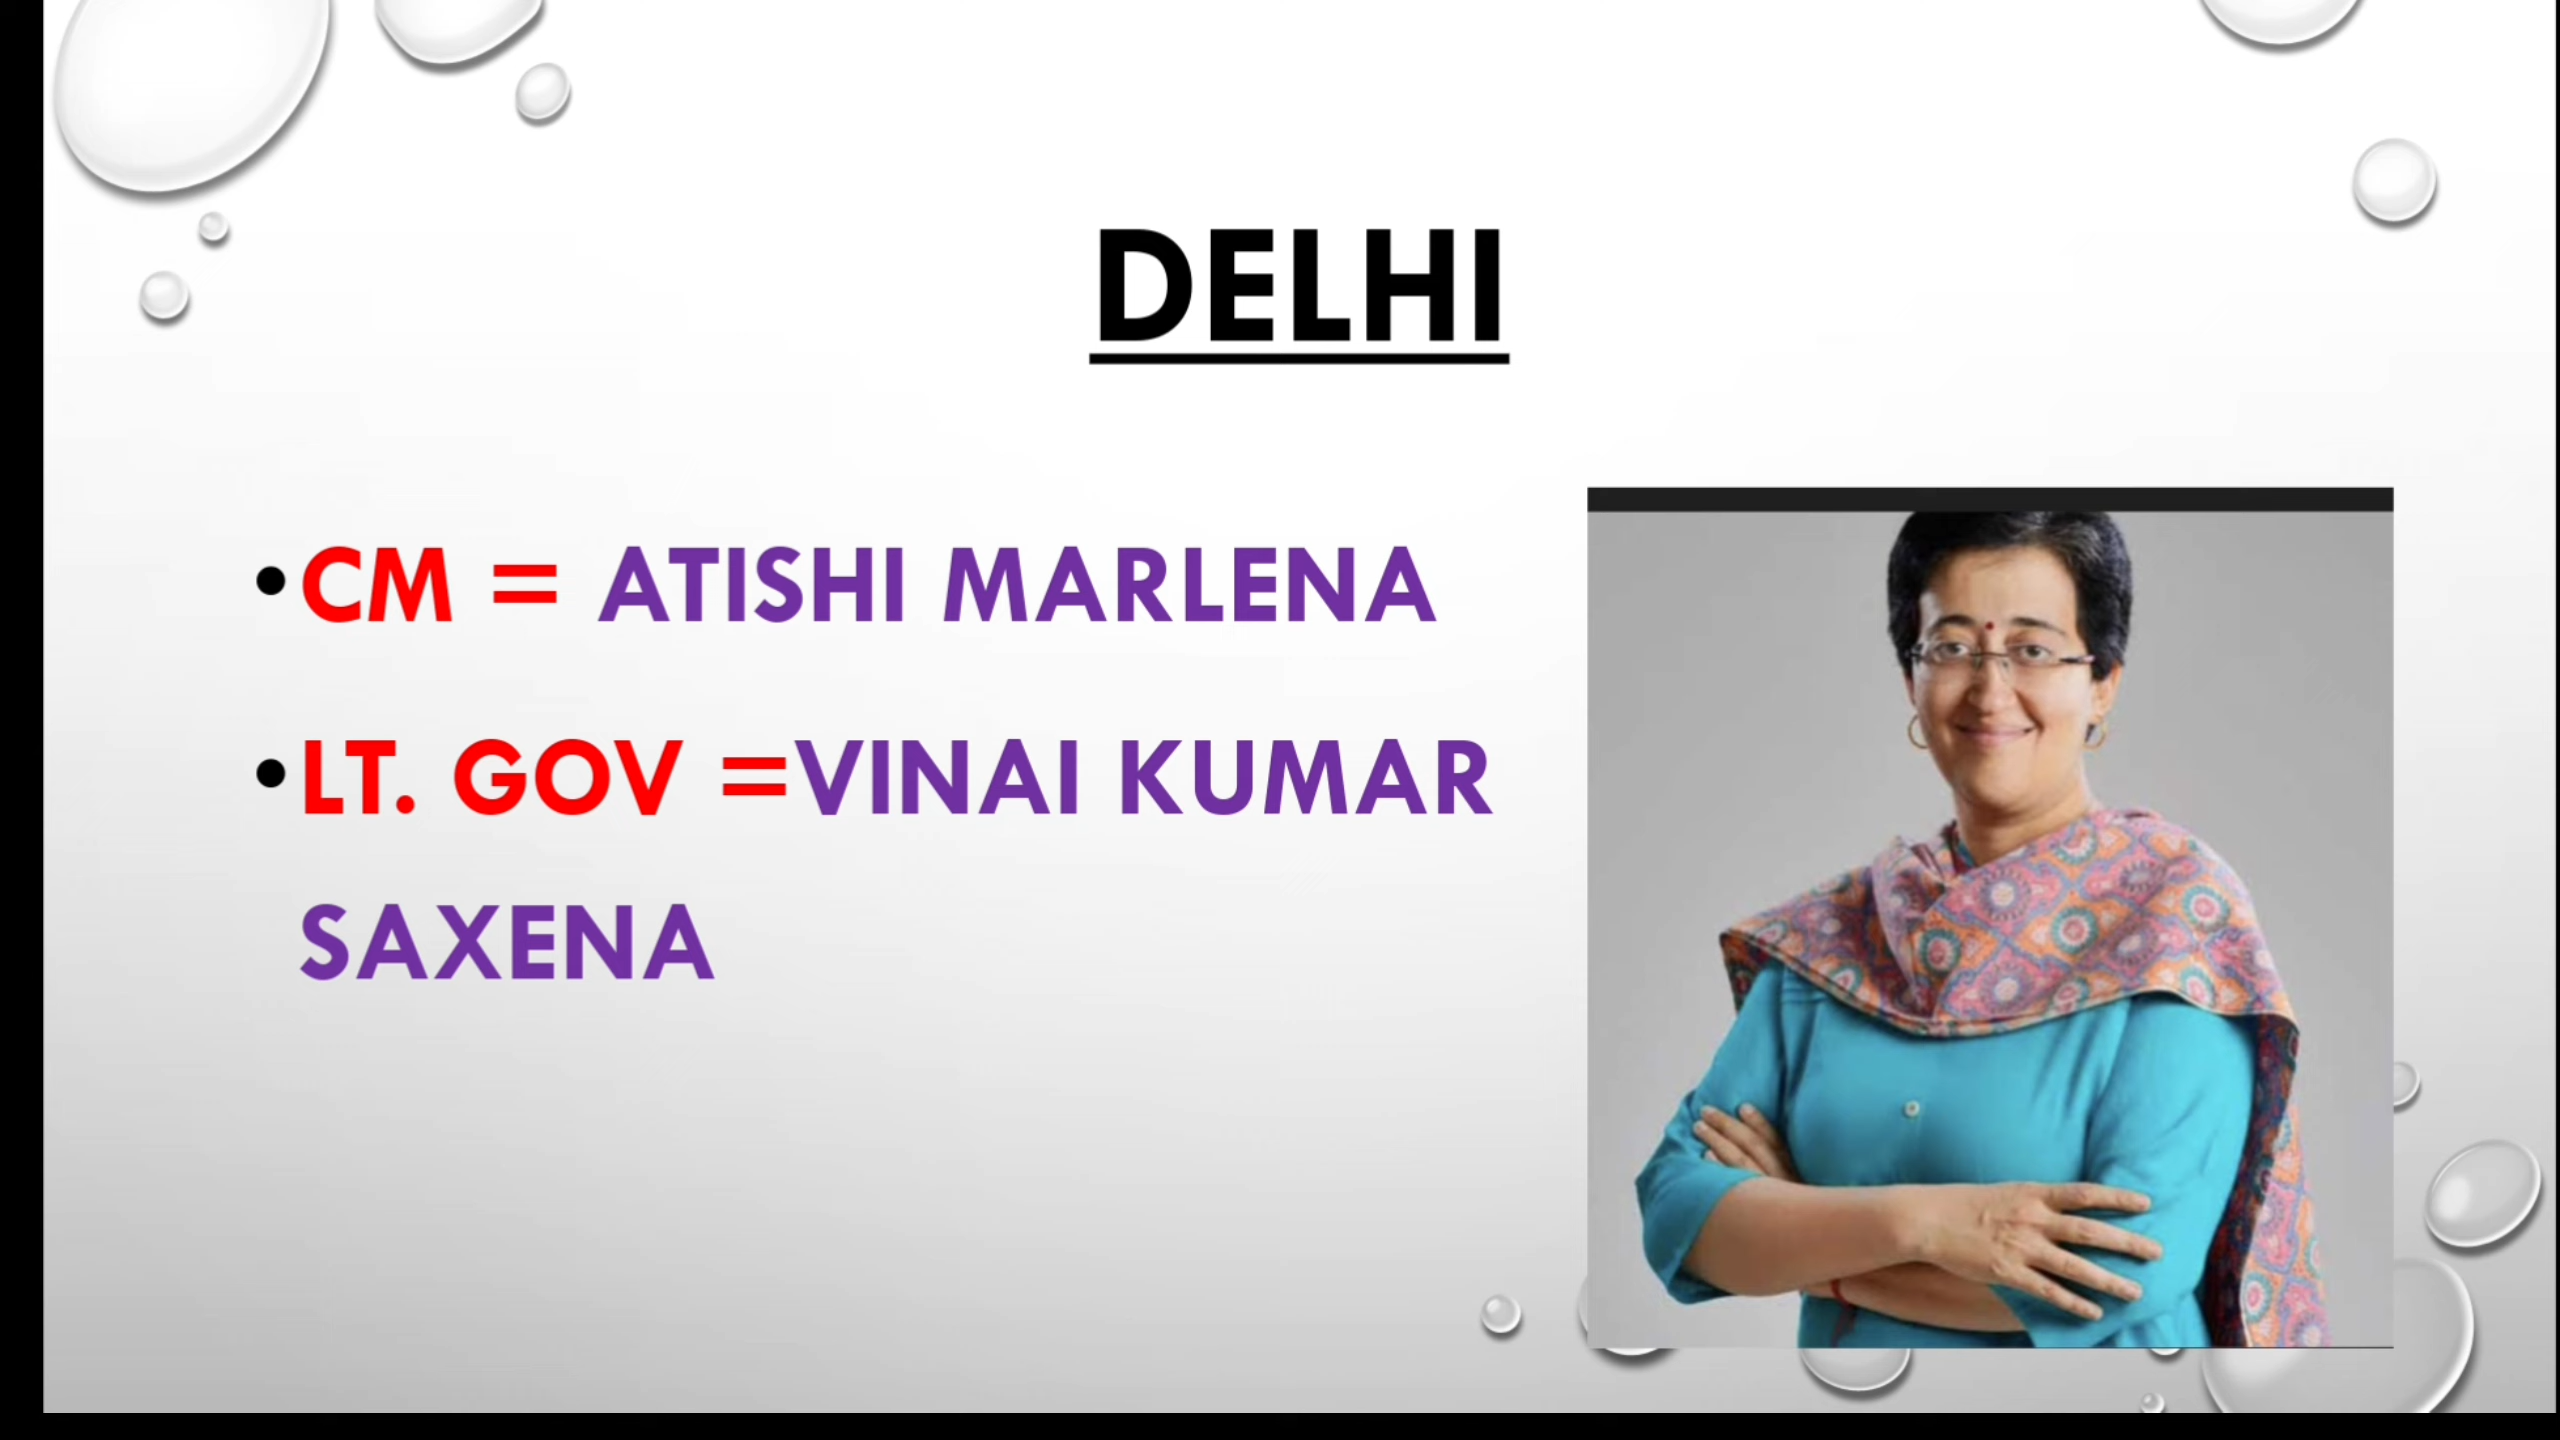 DELHI
•CM = ATISHI MARLENA
•LT. GOV =VINAI KUMAR
SAXENA